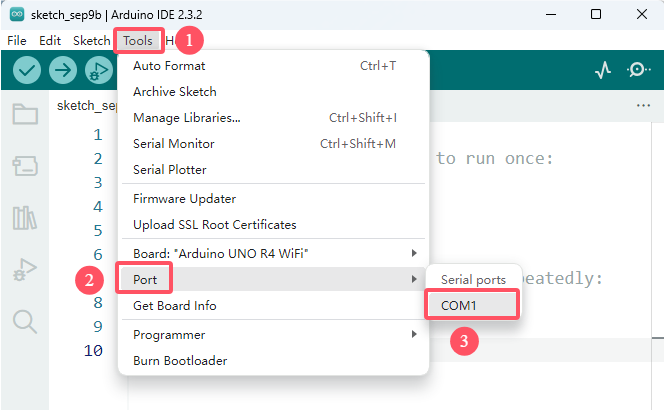 sketch_sep9b | Arduino IDE 2.3.2
File Edit Sketch Tools H
1
sketch_sep
Auto Format Ctrl+T
Archive Sketch
Manage Libraries... Ctrl+Shift+I
Serial Monitor Ctrl+Shift+M
Serial Plotter
Firmware Updater
Upload SSL Root Certificates
Board: "Arduino UNO R4 WiFi"
2
Port
Get Board Info
Programmer
Burn Bootloader
Serial ports
COM1
3
1
2 to run once:
3
4
5
6
peatedly:
8
9
10